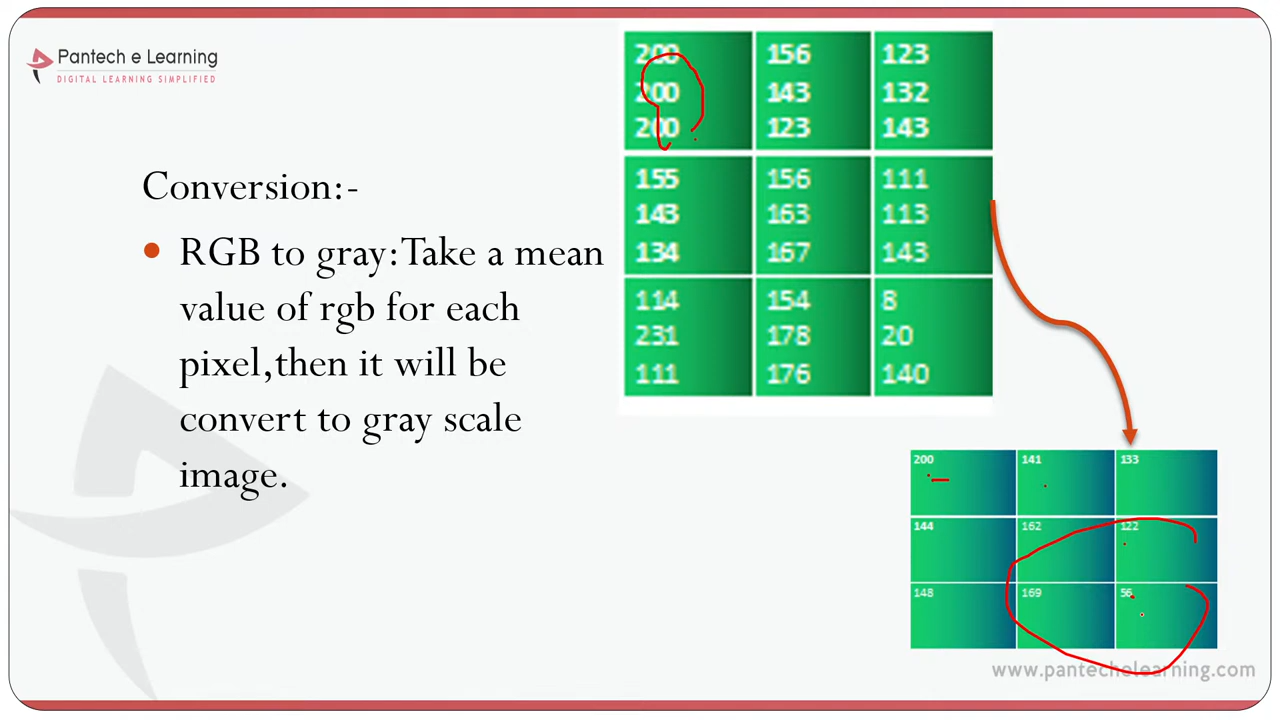 Pantech e Learning
DIGITAL LEARNING SIMPLIFIED
Conversion:-
RGB to gray:Take a mean
value of rgb for each
pixel,then it will be
convert to gray scale
image.
200 156 123
200 143 132
200 123 143
155 156 111
143 163 113
134 167 143
114 154 8
231 178 20
111 176 140
200 141 133
144 162 122
148 169 56
www.pantechelearning.com